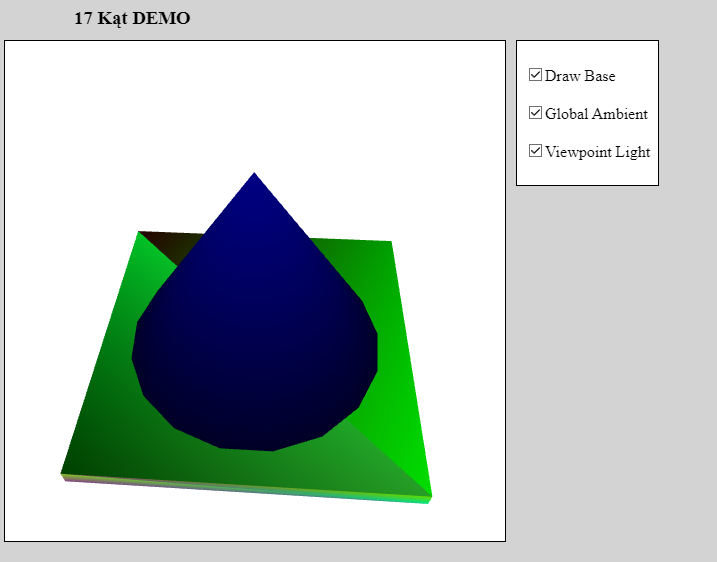 17 Kąt DEMO
Draw Base
Global Ambient
Viewpoint Light